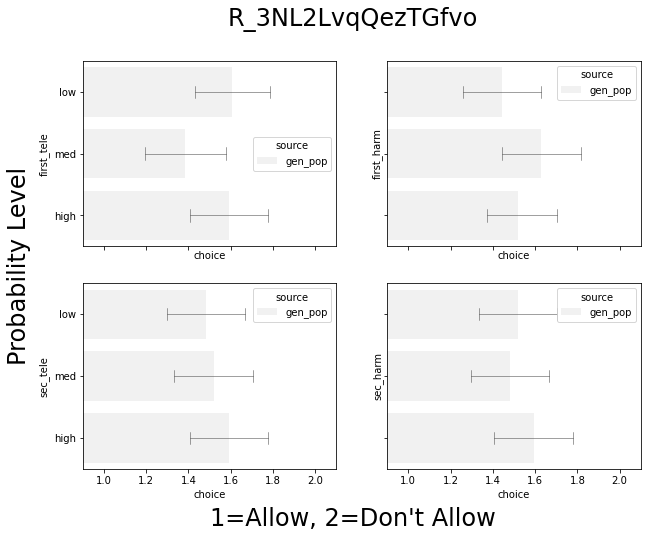 R_3NL2LvqQezTGfvo
Probability Level
first_tele
low
med
high
source
gen_pop
choice
first_harm
source
gen_pop
choice
sec_tele
low
med
high
source
gen_pop
1.0 1.2 1.4 1.6 1.8 2.0
choice
sec_harm
source
gen_pop
1.0 1.2 1.4 1.6 1.8 2.0
choice
1=Allow, 2=Don't Allow